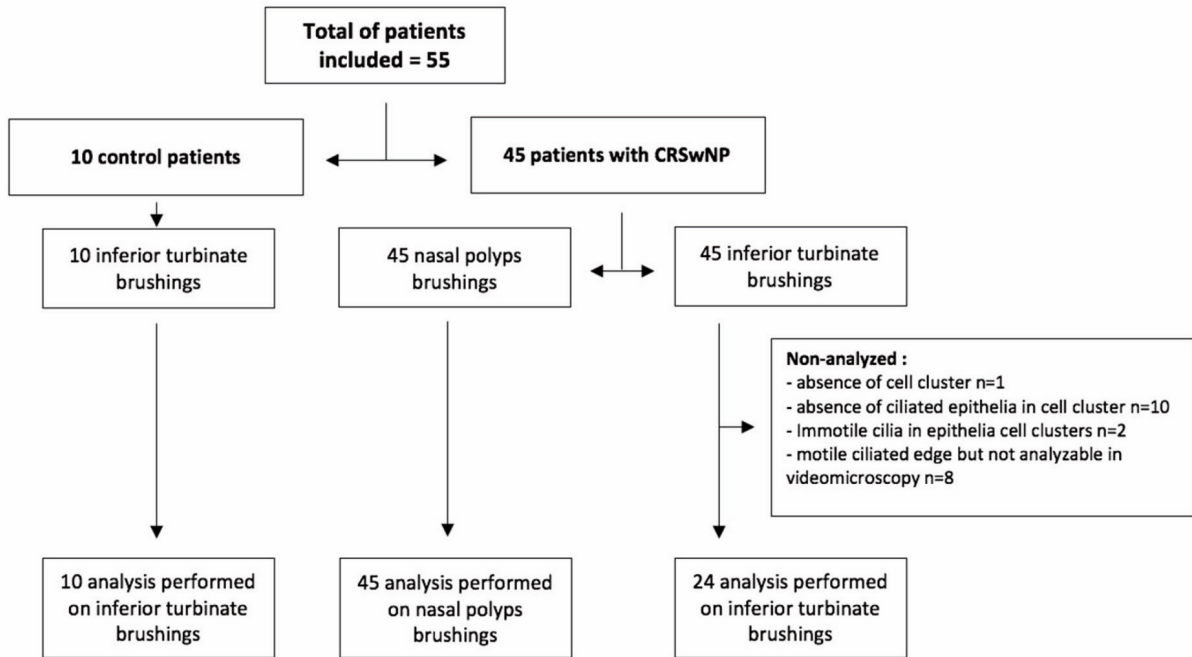 Total of patients
included = 55
10 control patients
45 patients with CRSwNP
10 inferior turbinate
brushings
45 nasal polyps
brushings
45 inferior turbinate
brushings
Non-analyzed :
- absence of cell cluster n=1
- absence of ciliated epithelia in cell cluster n=10
- Immotile cilia in epithelia cell clusters n=2
- motile ciliated edge but not analyzable in
videomicroscopy n=8
10 analysis performed
on inferior turbinate
brushings
45 analysis performed
on nasal polyps
brushings
24 analysis performed
on inferior turbinate
brushings